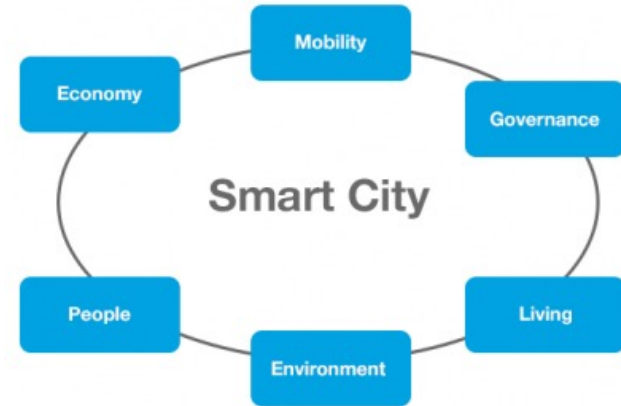 Mobility
Economy
Governance
Smart City
People
Living
Environment